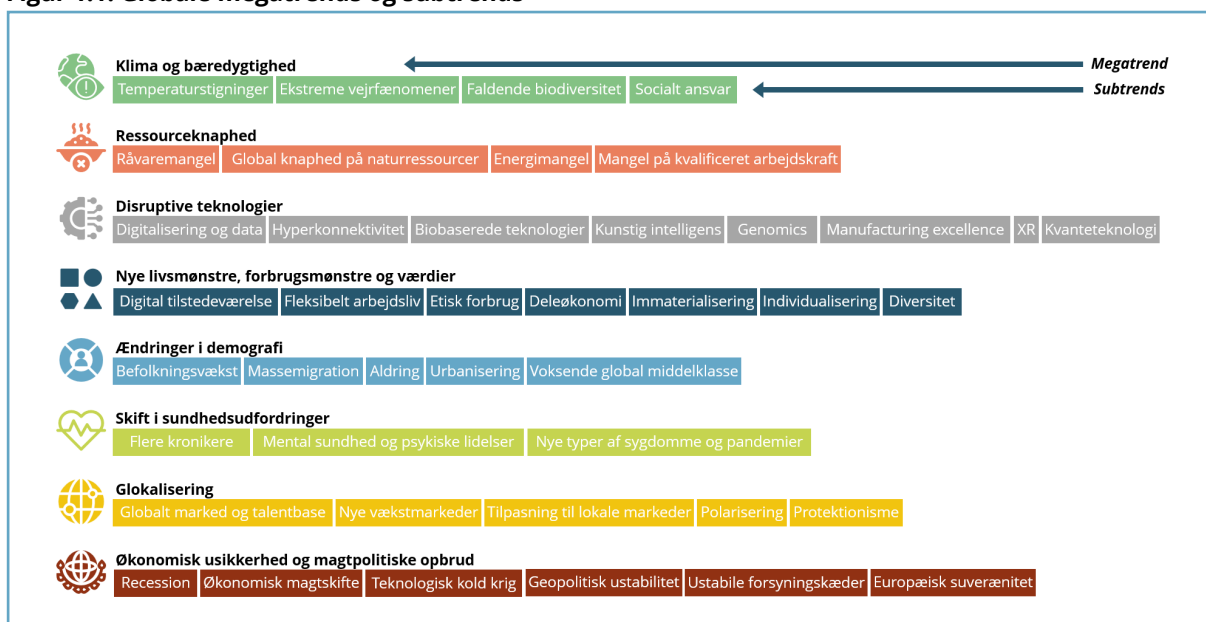 Klima og bæredygtighed Megatrend
Temperaturstigninger Ekstreme vejrfænomener Faldende biodiversitet Socialt ansvar Subtrends
Ressourceknaphed
Råvaremangel Global knaphed på naturressourcer Energimangel Mangel på kvalificeret arbejdskraft
Disruptive teknologier
Digitalisering og data Hyperkonnektivitet Biobaserede teknologier Kunstig intelligens Genomics Manufacturing excellence XR Kvanteteknologi
Nye livsmønstre, forbrugsmønstre og værdier
Digital tilstedeværelse Fleksibelt arbejdsliv Etisk forbrug Deleøkonomi Immaterialisering Individualisering Diversitet
Ændringer i demografi
Befolkningsvækst Massemigration Aldring Urbanisering Voksende global middelklasse
Skift i sundhedsudfordringer
Flere kronikere Mental sundhed og psykiske lidelser Nye typer af sygdomme og pandemier
Glokalisering
Globalt marked og talentbase Nye vækstmarkeder Tilpasning til lokale markeder Polarisering Protektionisme
Økonomisk usikkerhed og magtpolitiske opbrud
Recession Økonomisk magtskifte Teknologisk kold krig Geopolitisk ustabilitet Ustabile forsyningskæder Europæisk suverænitet